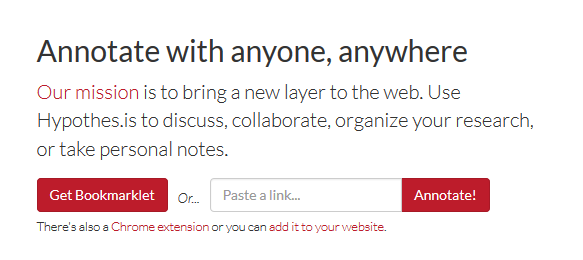 Annotate with anyone, anywhere
Our mission is to bring a new layer to the web. Use
Hypothes.is to discuss, collaborate, organize your research,
or take personal notes.
Get Bookmarklet Or... Paste a link... Annotate!
There's also a Chrome extension or you can add it to your website.